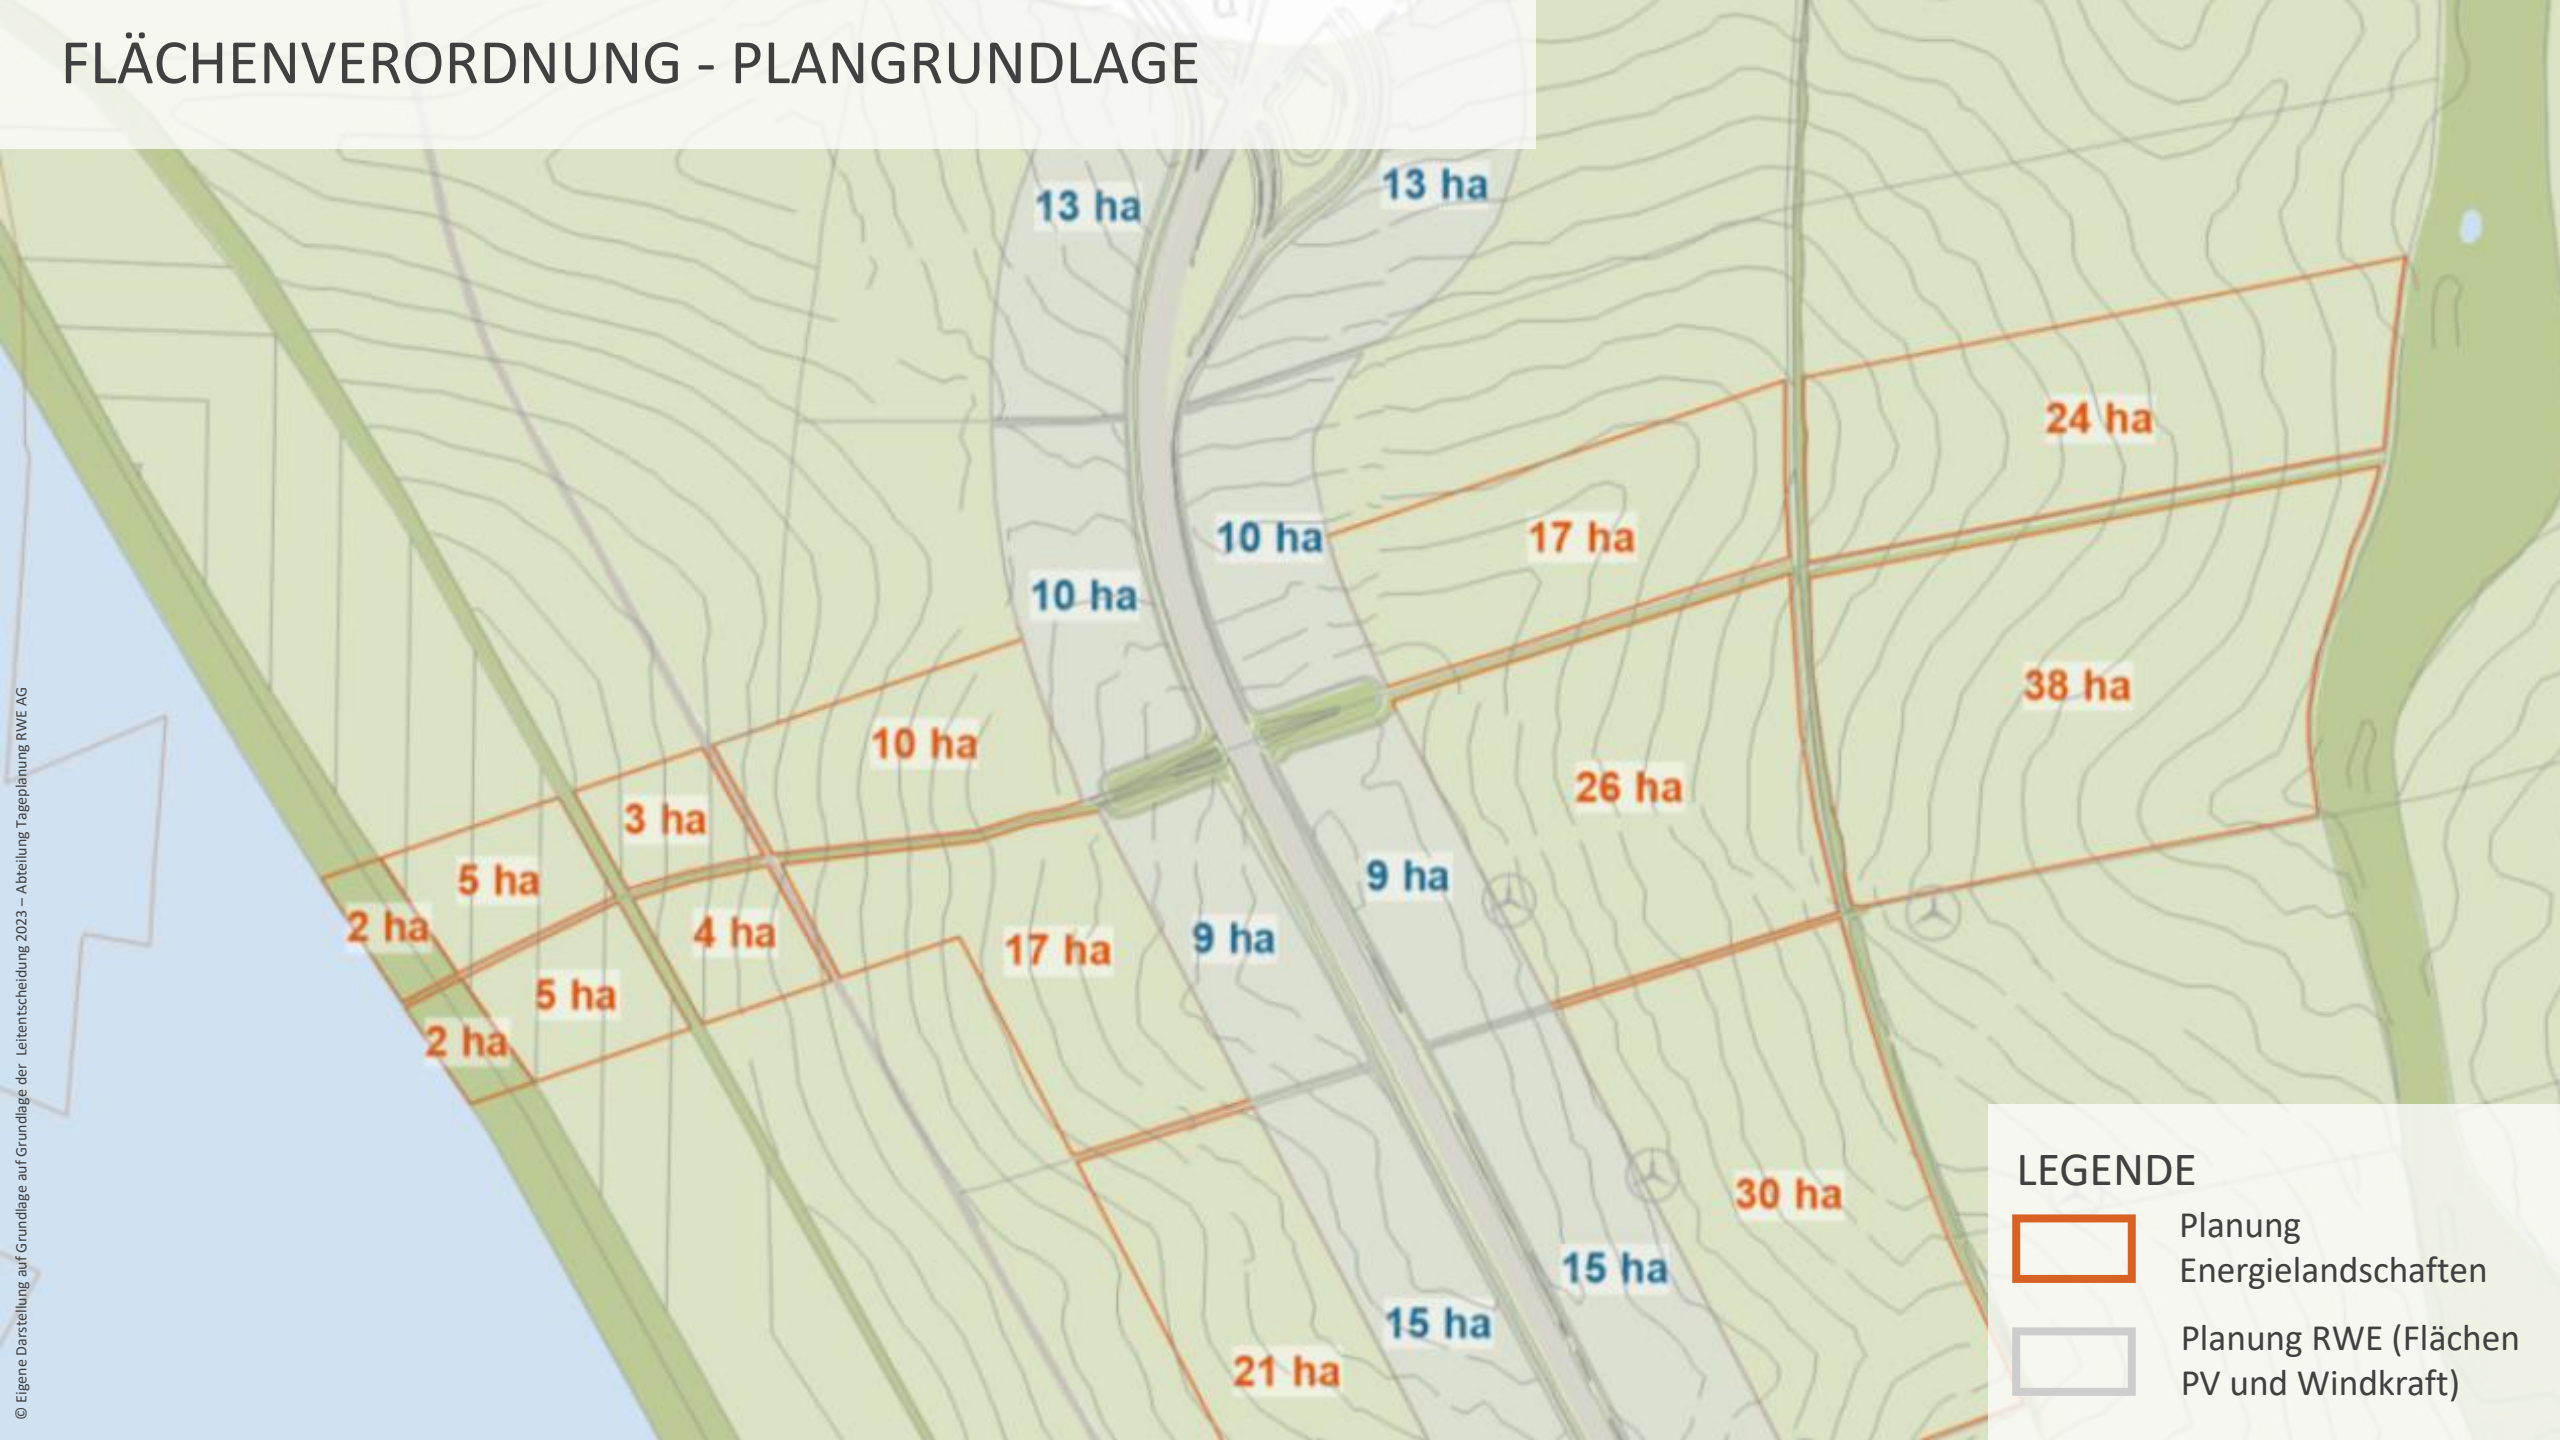 FLÄCHENVERORDNUNG - PLANGRUNDLAGE
13 ha
13 ha
24 ha
10 ha
17 ha
10 ha
38 ha
10 ha
26 ha
3 ha
5 ha
9 ha
2 ha
4 ha
17 ha
9 ha
5 ha
2 ha
30 ha
15 ha
15 ha
21 ha
LEGENDE
Planung
Energielandschaften
Planung RWE (Flächen
PV und Windkraft)
© Eigene Darstellung auf Grundlage auf Grundlage der Leitentscheidung 2023 – Abteilung Tageplanung RWE AG